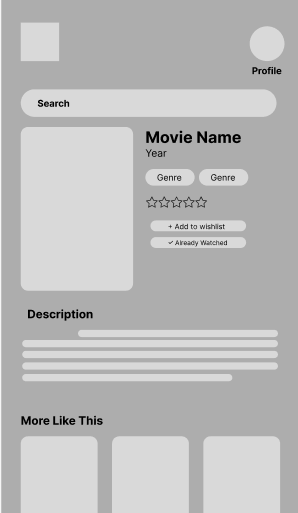 Profile
Search
Movie Name
Year
Genre Genre
+ Add to wishlist
✓ Already Watched
Description
More Like This